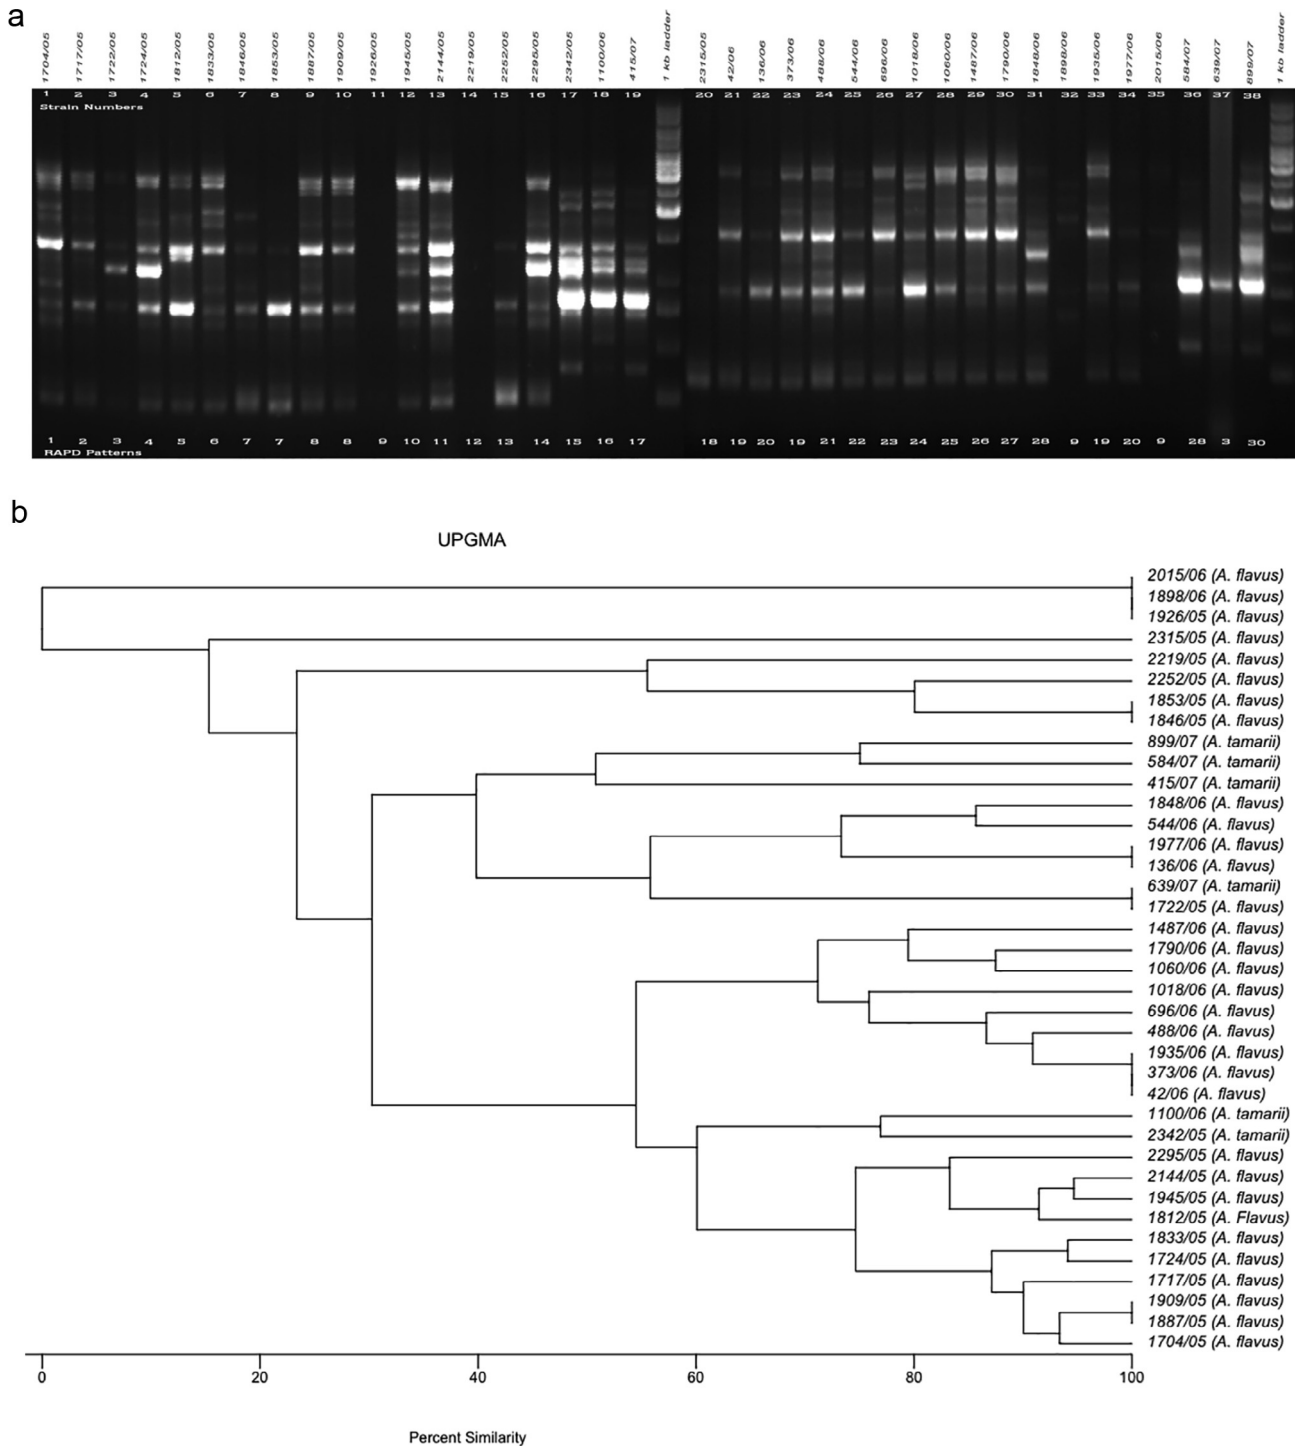 a
1704/05 1717/05 1722/05 1724/05 1812/05 1833/05 1846/05 1853/05 1887/05 1909/05 1926/05 1945/05 2144/05 2219/05 2252/05 2295/05 2342/05 1100/06 415/07 1 kb ladder 2315/05 42/06 136/06 373/06 488/06 544/06 696/06 1018/06 1060/06 1487/06 1790/06 1848/06 1898/06 1935/06 1977/06 2015/06 584/07 639/07 899/07 1 kb ladder
1 2 3 4 5 6 7 8 9 10 11 12 13 14 15 16 17 18 19 20 21 22 23 24 25 26 27 28 29 30 31 32 33 34 35 36 37 38
Strain Numbers
1 2 3 4 5 6 7 7 8 8 9 10 11 12 13 14 15 16 17 18 19 20 19 21 22 23 24 25 26 27 28 9 19 20 9 28 3 30
RAPD Patterns
b
UPGMA
2015/06 (A. flavus)
1898/06 (A. flavus)
1926/05 (A. flavus)
2315/05 (A. flavus)
2219/05 (A. flavus)
2252/05 (A. flavus)
1853/05 (A. flavus)
1846/05 (A. flavus)
899/07 (A. tamarii)
584/07 (A. tamarii)
415/07 (A. tamarii)
1848/06 (A. flavus)
544/06 (A. flavus)
1977/06 (A. flavus)
136/06 (A. flavus)
639/07 (A. tamarii)
1722/05 (A. flavus)
1487/06 (A. flavus)
1790/06 (A. flavus)
1060/06 (A. flavus)
1018/06 (A. flavus)
696/06 (A. flavus)
488/06 (A. flavus)
1935/06 (A. flavus)
373/06 (A. flavus)
42/06 (A. flavus)
1100/06 (A. tamarii)
2342/05 (A. tamarii)
2295/05 (A. flavus)
2144/05 (A. flavus)
1945/05 (A. flavus)
1812/05 (A. Flavus)
1833/05 (A. flavus)
1724/05 (A. flavus)
1717/05 (A. flavus)
1909/05 (A. flavus)
1887/05 (A. flavus)
1704/05 (A. flavus)
0 20 40 60 80 100
Percent Similarity